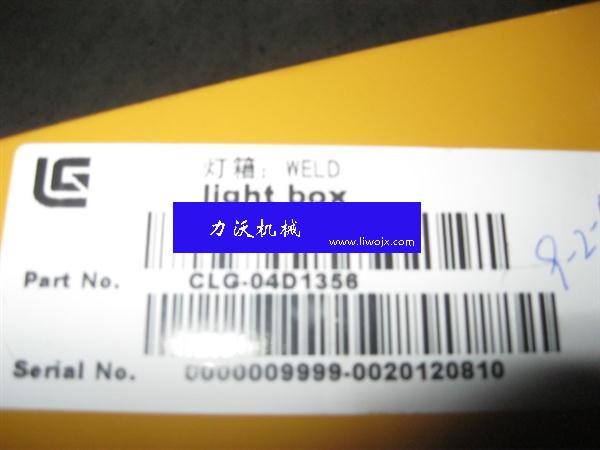 LG
灯箱: WELD
light box
力沃机械
www.liwojx.com
Part No. CLG-04D1356
Serial No. 0000009999-0020120810